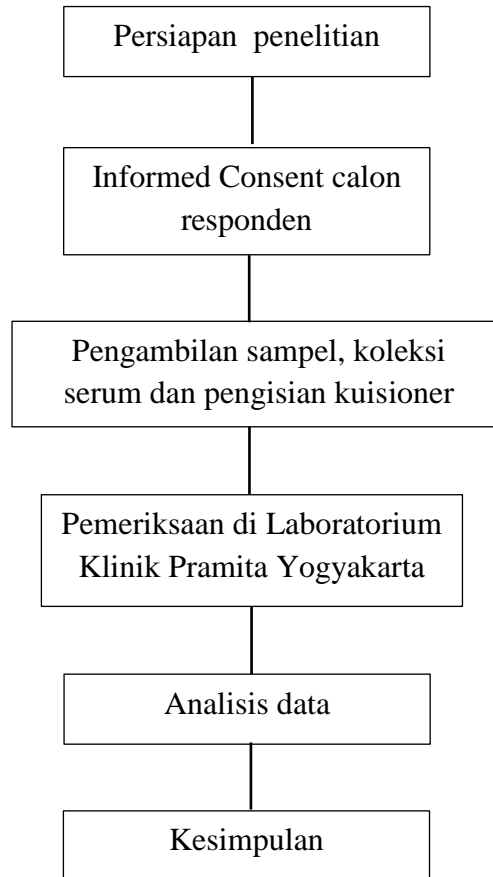 Persiapan  penelitian
Informed Consent calon
responden
Pengambilan sampel, koleksi
serum dan pengisian kuisioner
Pemeriksaan di Laboratorium
Klinik Pramita Yogyakarta
Analisis data
Kesimpulan